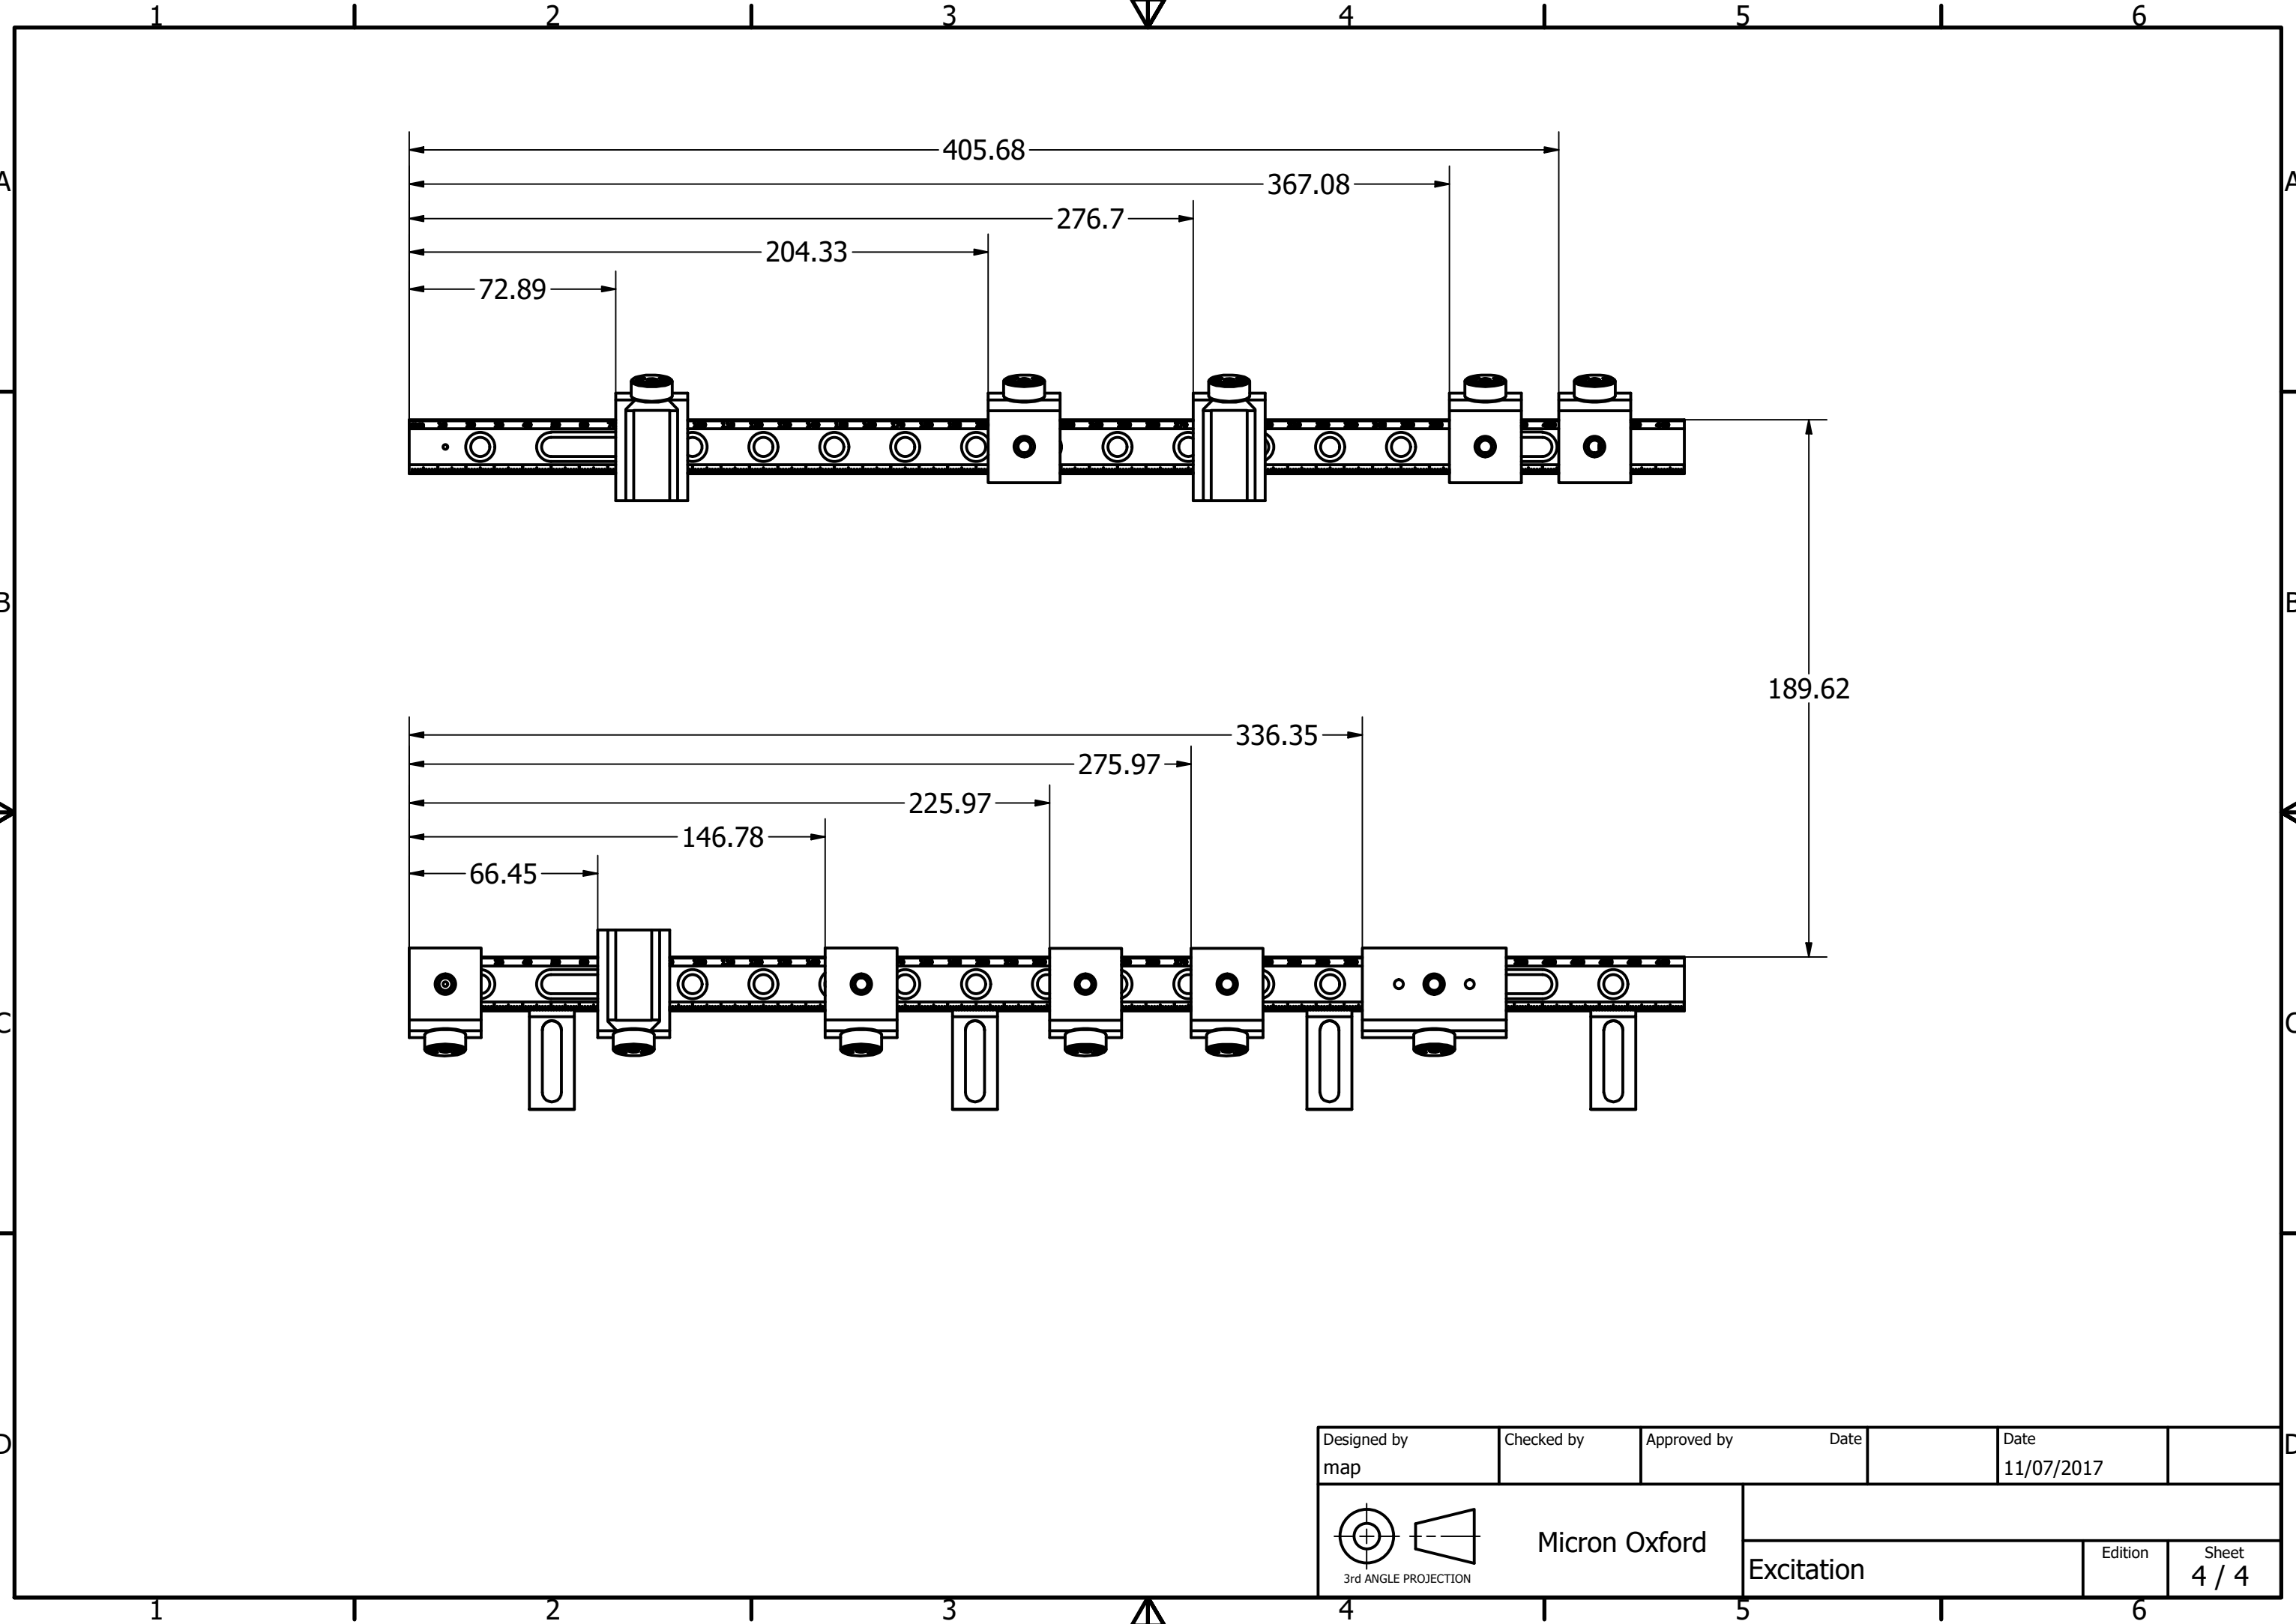 1 2 3 4 5 6
A A
405.68
367.08
276.7
204.33
72.89
B B
189.62
336.35
275.97
225.97
146.78
66.45
C C
D D
Designed by Checked by Approved by Date Date
map 11/07/2017
Micron Oxford
3rd ANGLE PROJECTION
Excitation
Edition Sheet
4 / 4
1 2 3 4 5 6